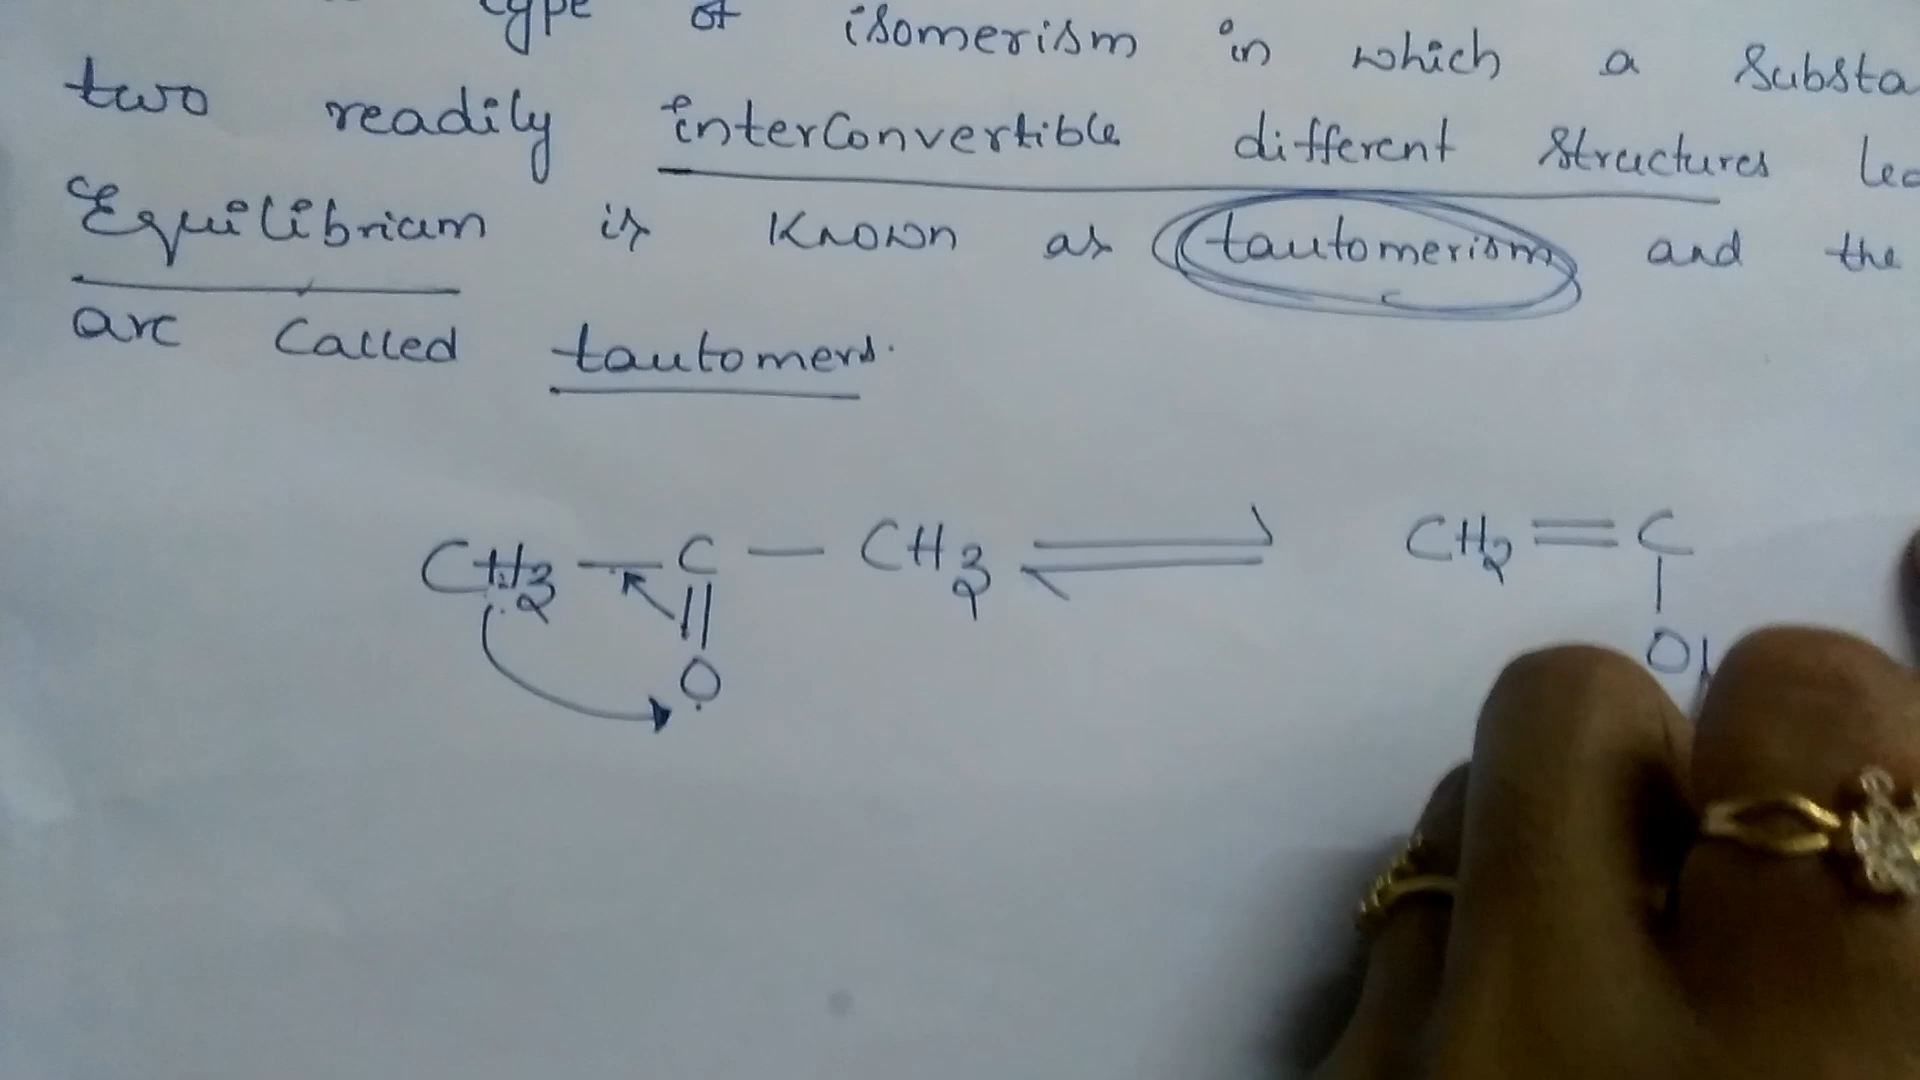 type of isomerism in which a Substa
two readily interConvertible different Structures lea
Equilibrium is Known as tautomerism and the
are Called tautomers.
CH3 — C — CH3 ⇌ CH2 = C
2
|| |
O OH